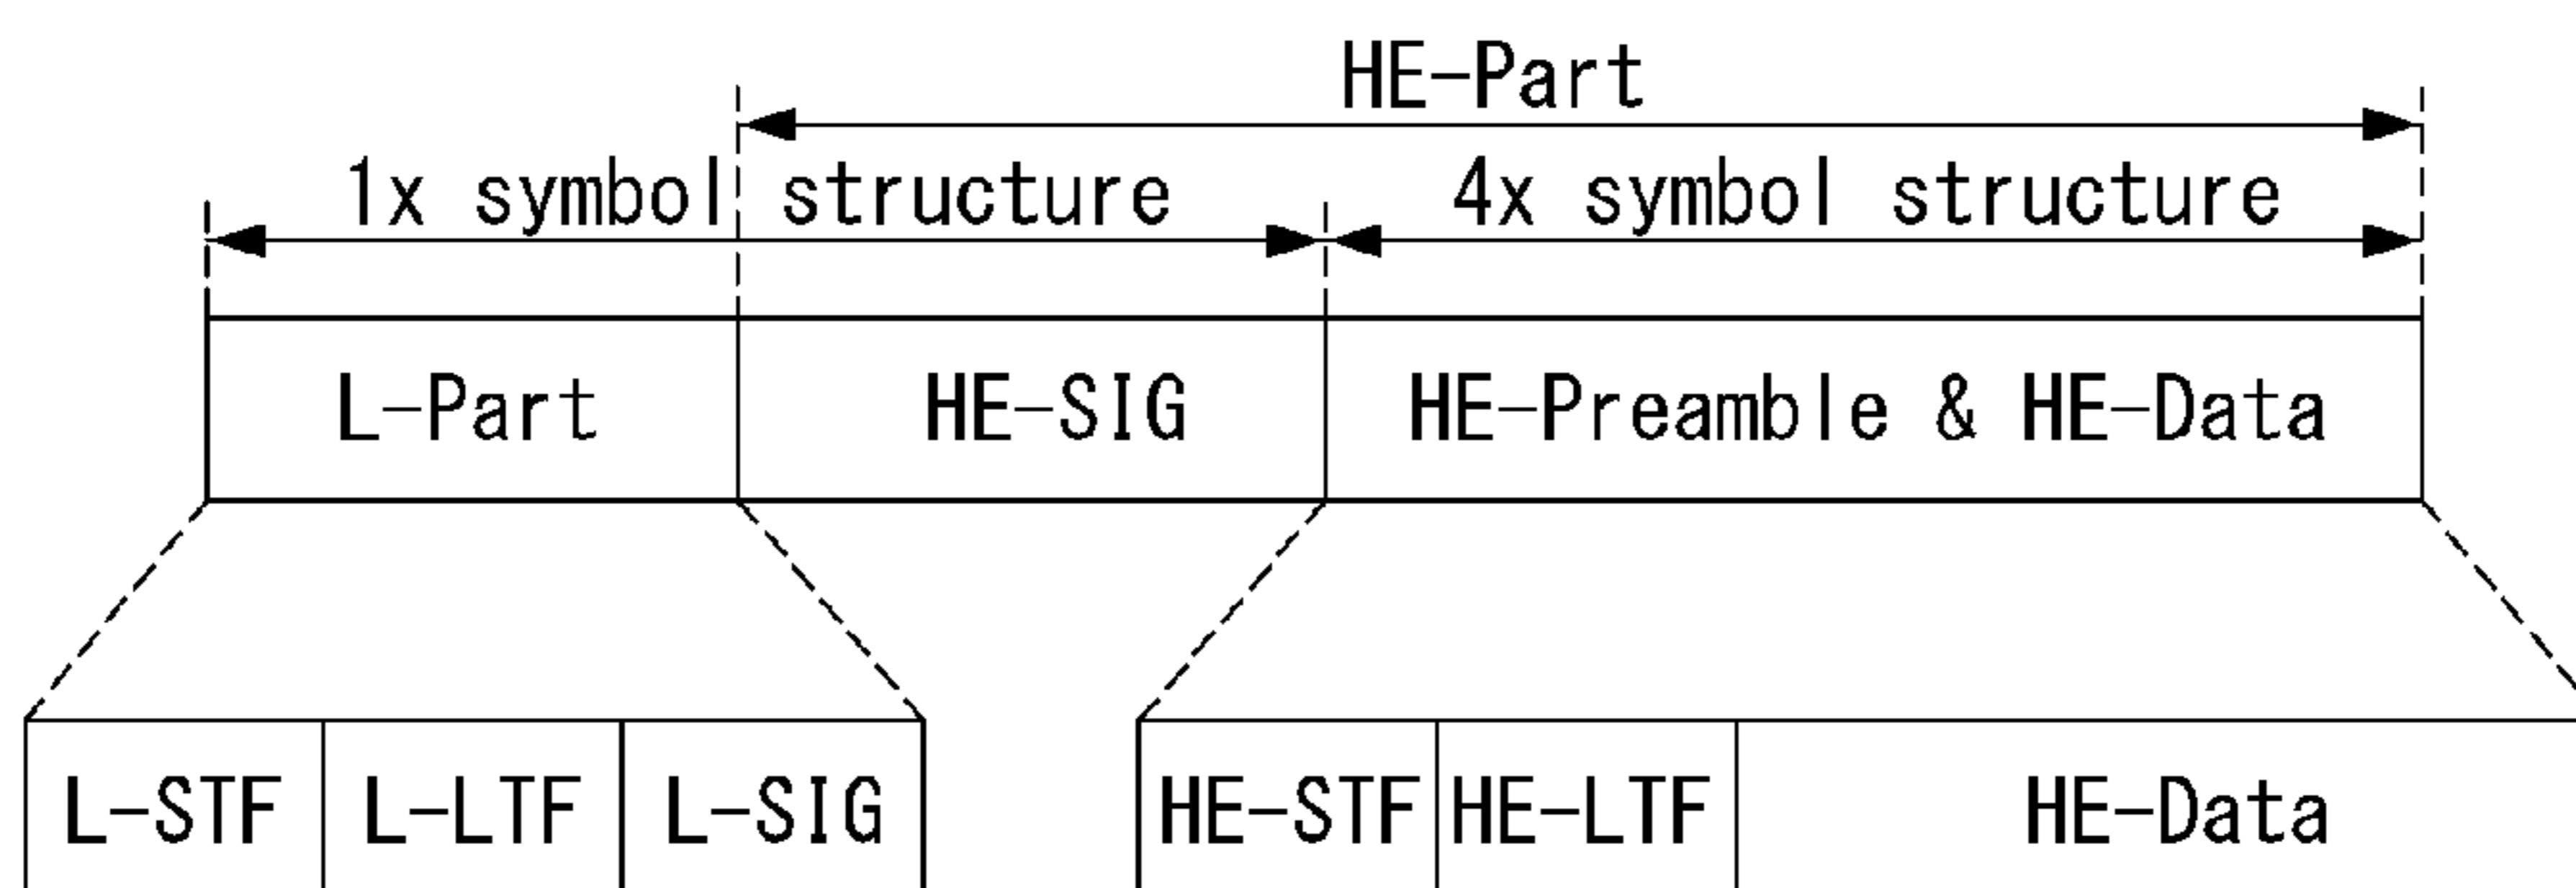 HE-Part
1x symbol structure 4x symbol structure
L-Part HE-SIG HE-Preamble & HE-Data
L-STF L-LTF L-SIG HE-STF HE-LTF HE-Data